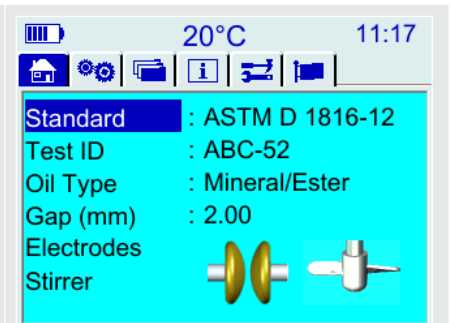 20°C 11:17
i
Standard : ASTM D 1816-12
Test ID : ABC-52
Oil Type : Mineral/Ester
Gap (mm) : 2.00
Electrodes
Stirrer